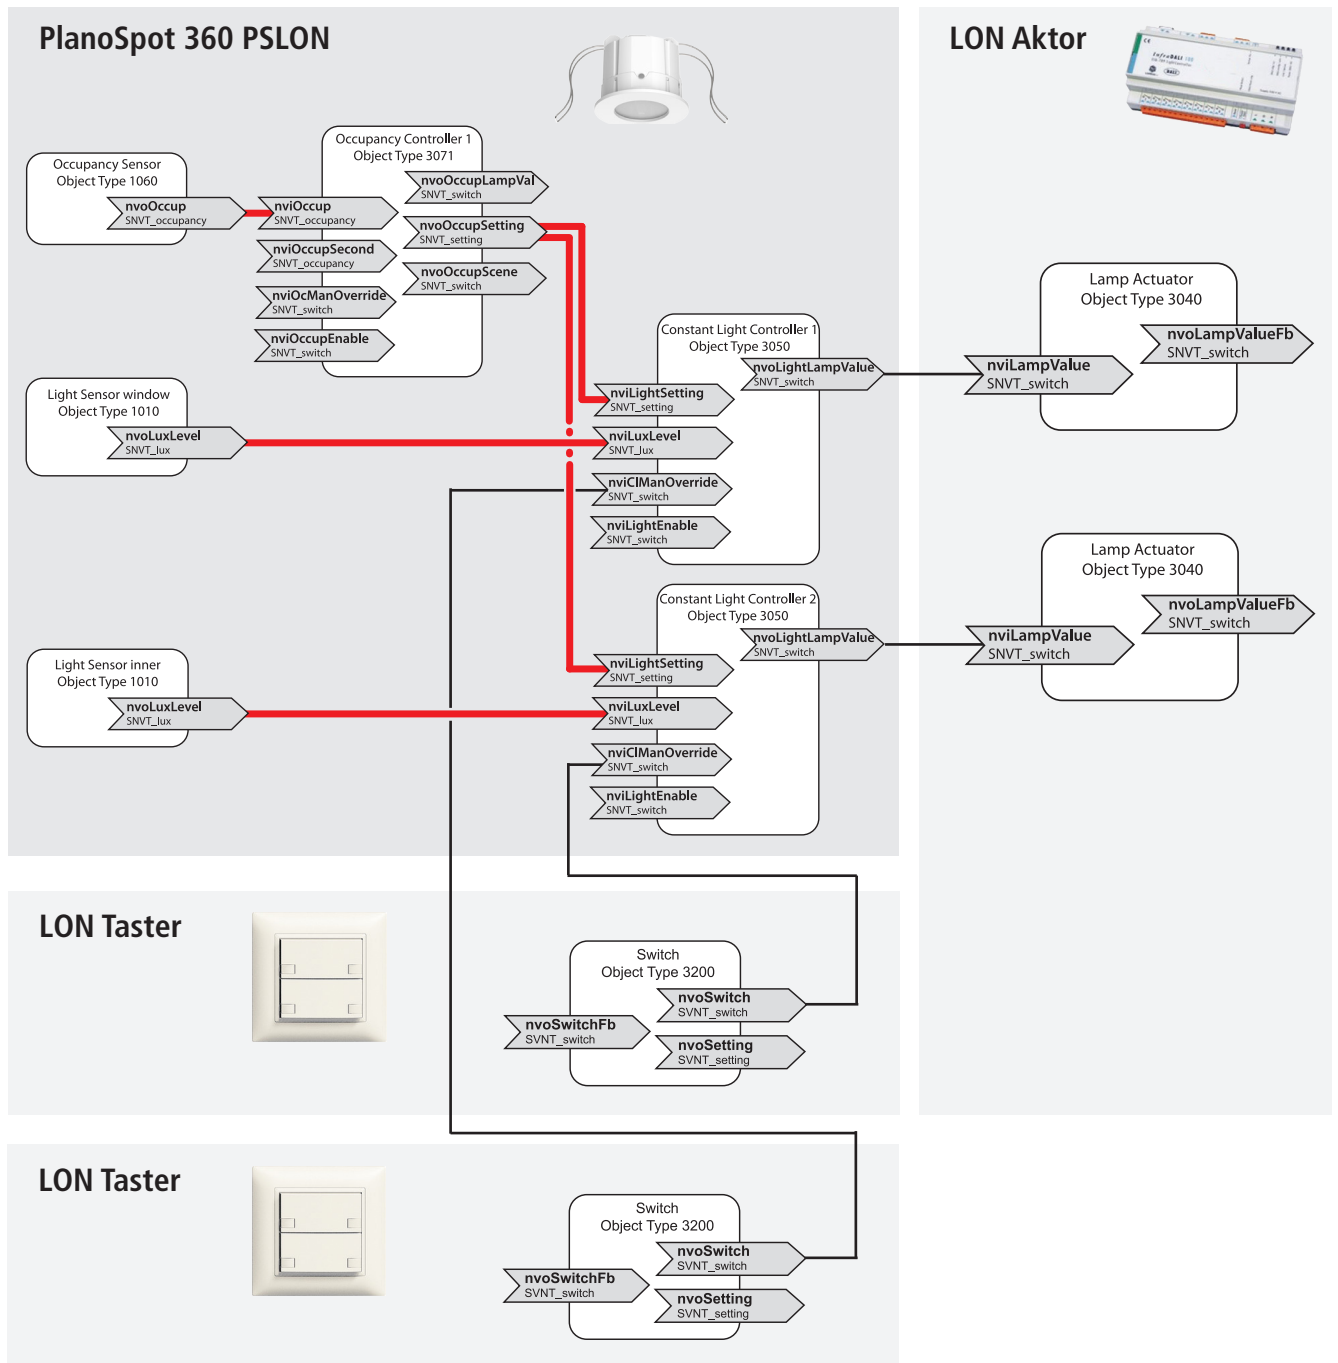 PlanoSpot 360 PSLON
Occupancy Sensor
Object Type 1060
nvoOccup
SNVT_occupancy
Occupancy Controller 1
Object Type 3071
nviOccup
SNVT_occupancy
nviOccupSecond
SNVT_occupancy
nviOcManOverride
SNVT_switch
nviOccupEnable
SNVT_switch
nvoOccupLampVal
SNVT_switch
nvoOccupSetting
SNVT_setting
nvoOccupScene
SNVT_switch
Light Sensor window
Object Type 1010
nvoLuxLevel
SNVT_lux
Constant Light Controller 1
Object Type 3050
nvoLightLampValue
SNVT_switch
nviLightSetting
SNVT_setting
nviLuxLevel
SNVT_lux
nviClManOverride
SNVT_switch
nviLightEnable
SNVT_switch
Light Sensor inner
Object Type 1010
nvoLuxLevel
SNVT_lux
Constant Light Controller 2
Object Type 3050
nvoLightLampValue
SNVT_switch
nviLightSetting
SNVT_setting
nviLuxLevel
SNVT_lux
nviClManOverride
SNVT_switch
nviLightEnable
SNVT_switch
LON Aktor
InfraDALI
DALI
Lamp Actuator
Object Type 3040
nvoLampValueFb
SNVT_switch
nviLampValue
SNVT_switch
Lamp Actuator
Object Type 3040
nvoLampValueFb
SNVT_switch
nviLampValue
SNVT_switch
LON Taster
Switch
Object Type 3200
nvoSwitch
SVNT_switch
nvoSwitchFb
SVNT_switch
nvoSetting
SVNT_setting
LON Taster
Switch
Object Type 3200
nvoSwitch
SVNT_switch
nvoSwitchFb
SVNT_switch
nvoSetting
SVNT_setting